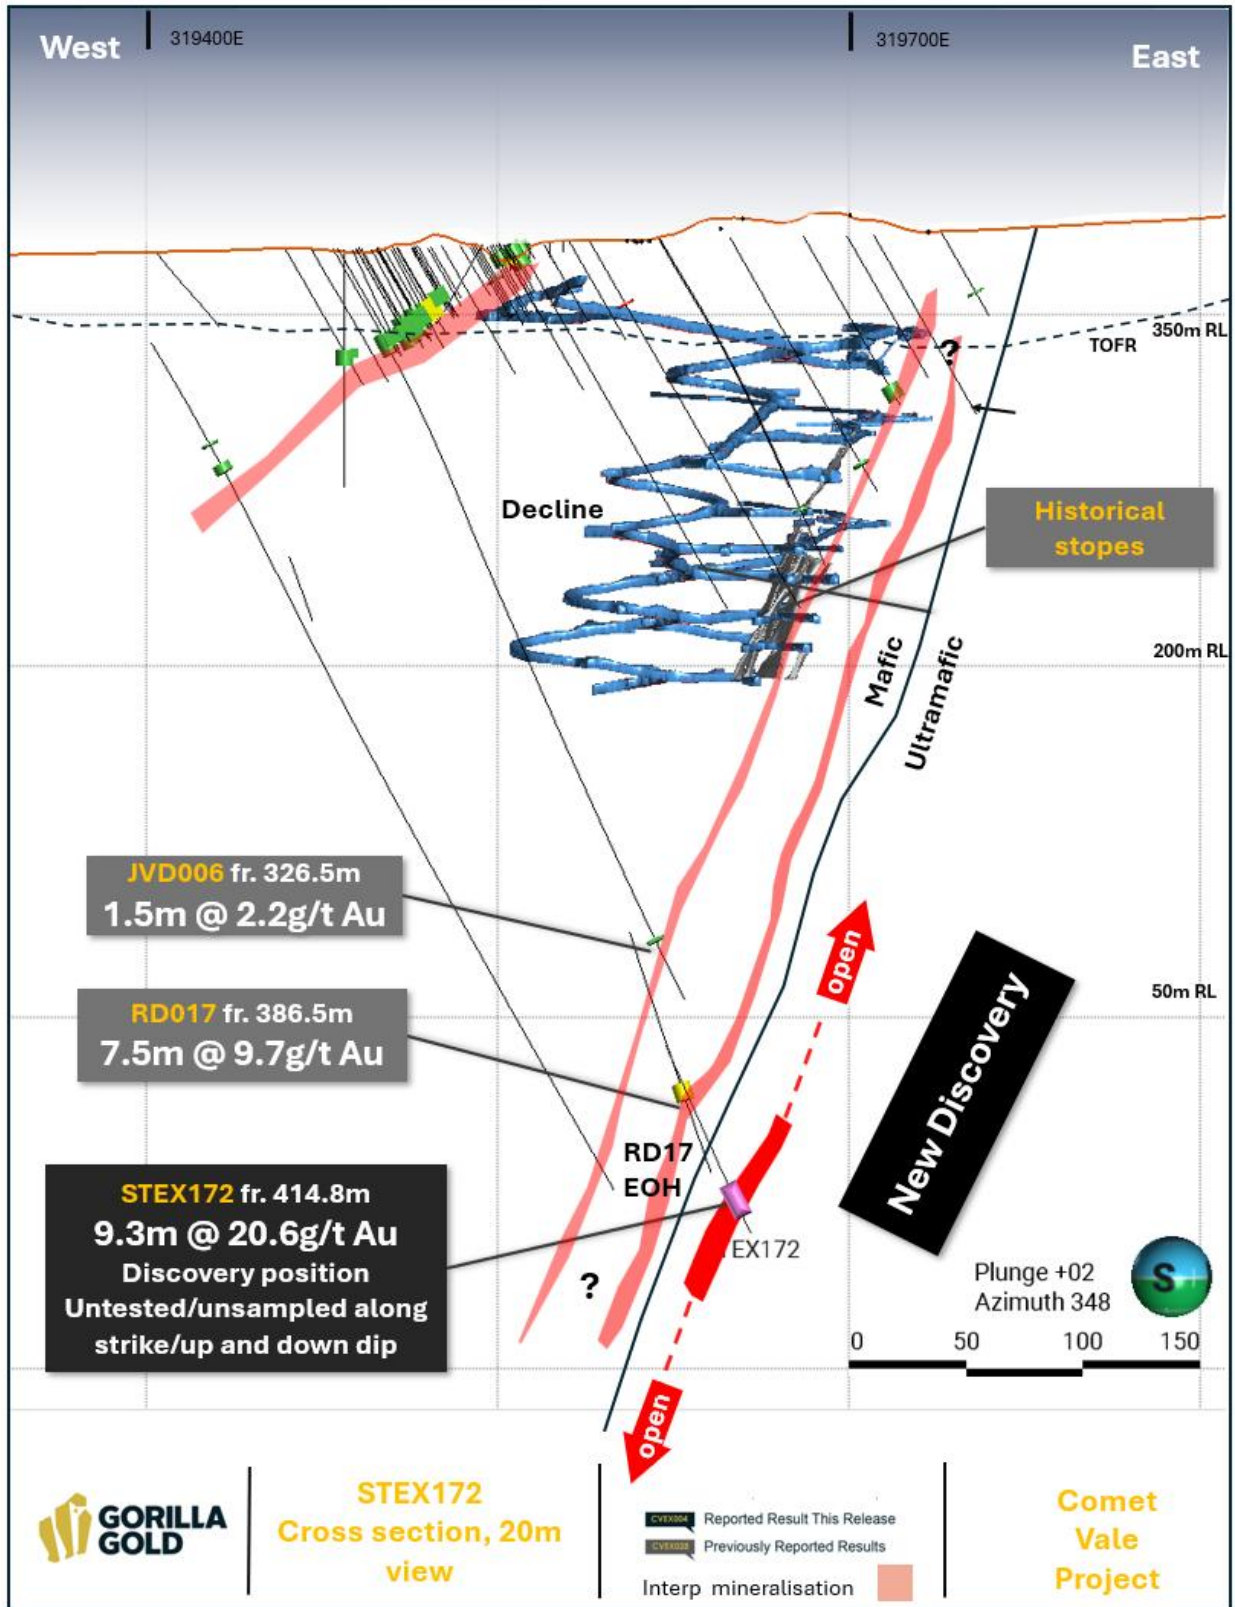 West
319400E
319700E
East
350m RL
TOFR
?
Decline
Historical
stopes
200m RL
Mafic
Ultramafic
JVD006 fr. 326.5m
1.5m @ 2.2g/t Au
open
New Discovery
50m RL
RD017 fr. 386.5m
7.5m @ 9.7g/t Au
RD17
EOH
STEX172 fr. 414.8m
9.3m @ 20.6g/t Au
Discovery position
Untested/unsampled along
strike/up and down dip
TEX172
?
Plunge +02
Azimuth 348
S
0 50 100 150
open
GORILLA
GOLD
STEX172
Cross section, 20m
view
CVEX004 Reported Result This Release
Previously Reported Results
Interp mineralisation
Comet
Vale
Project